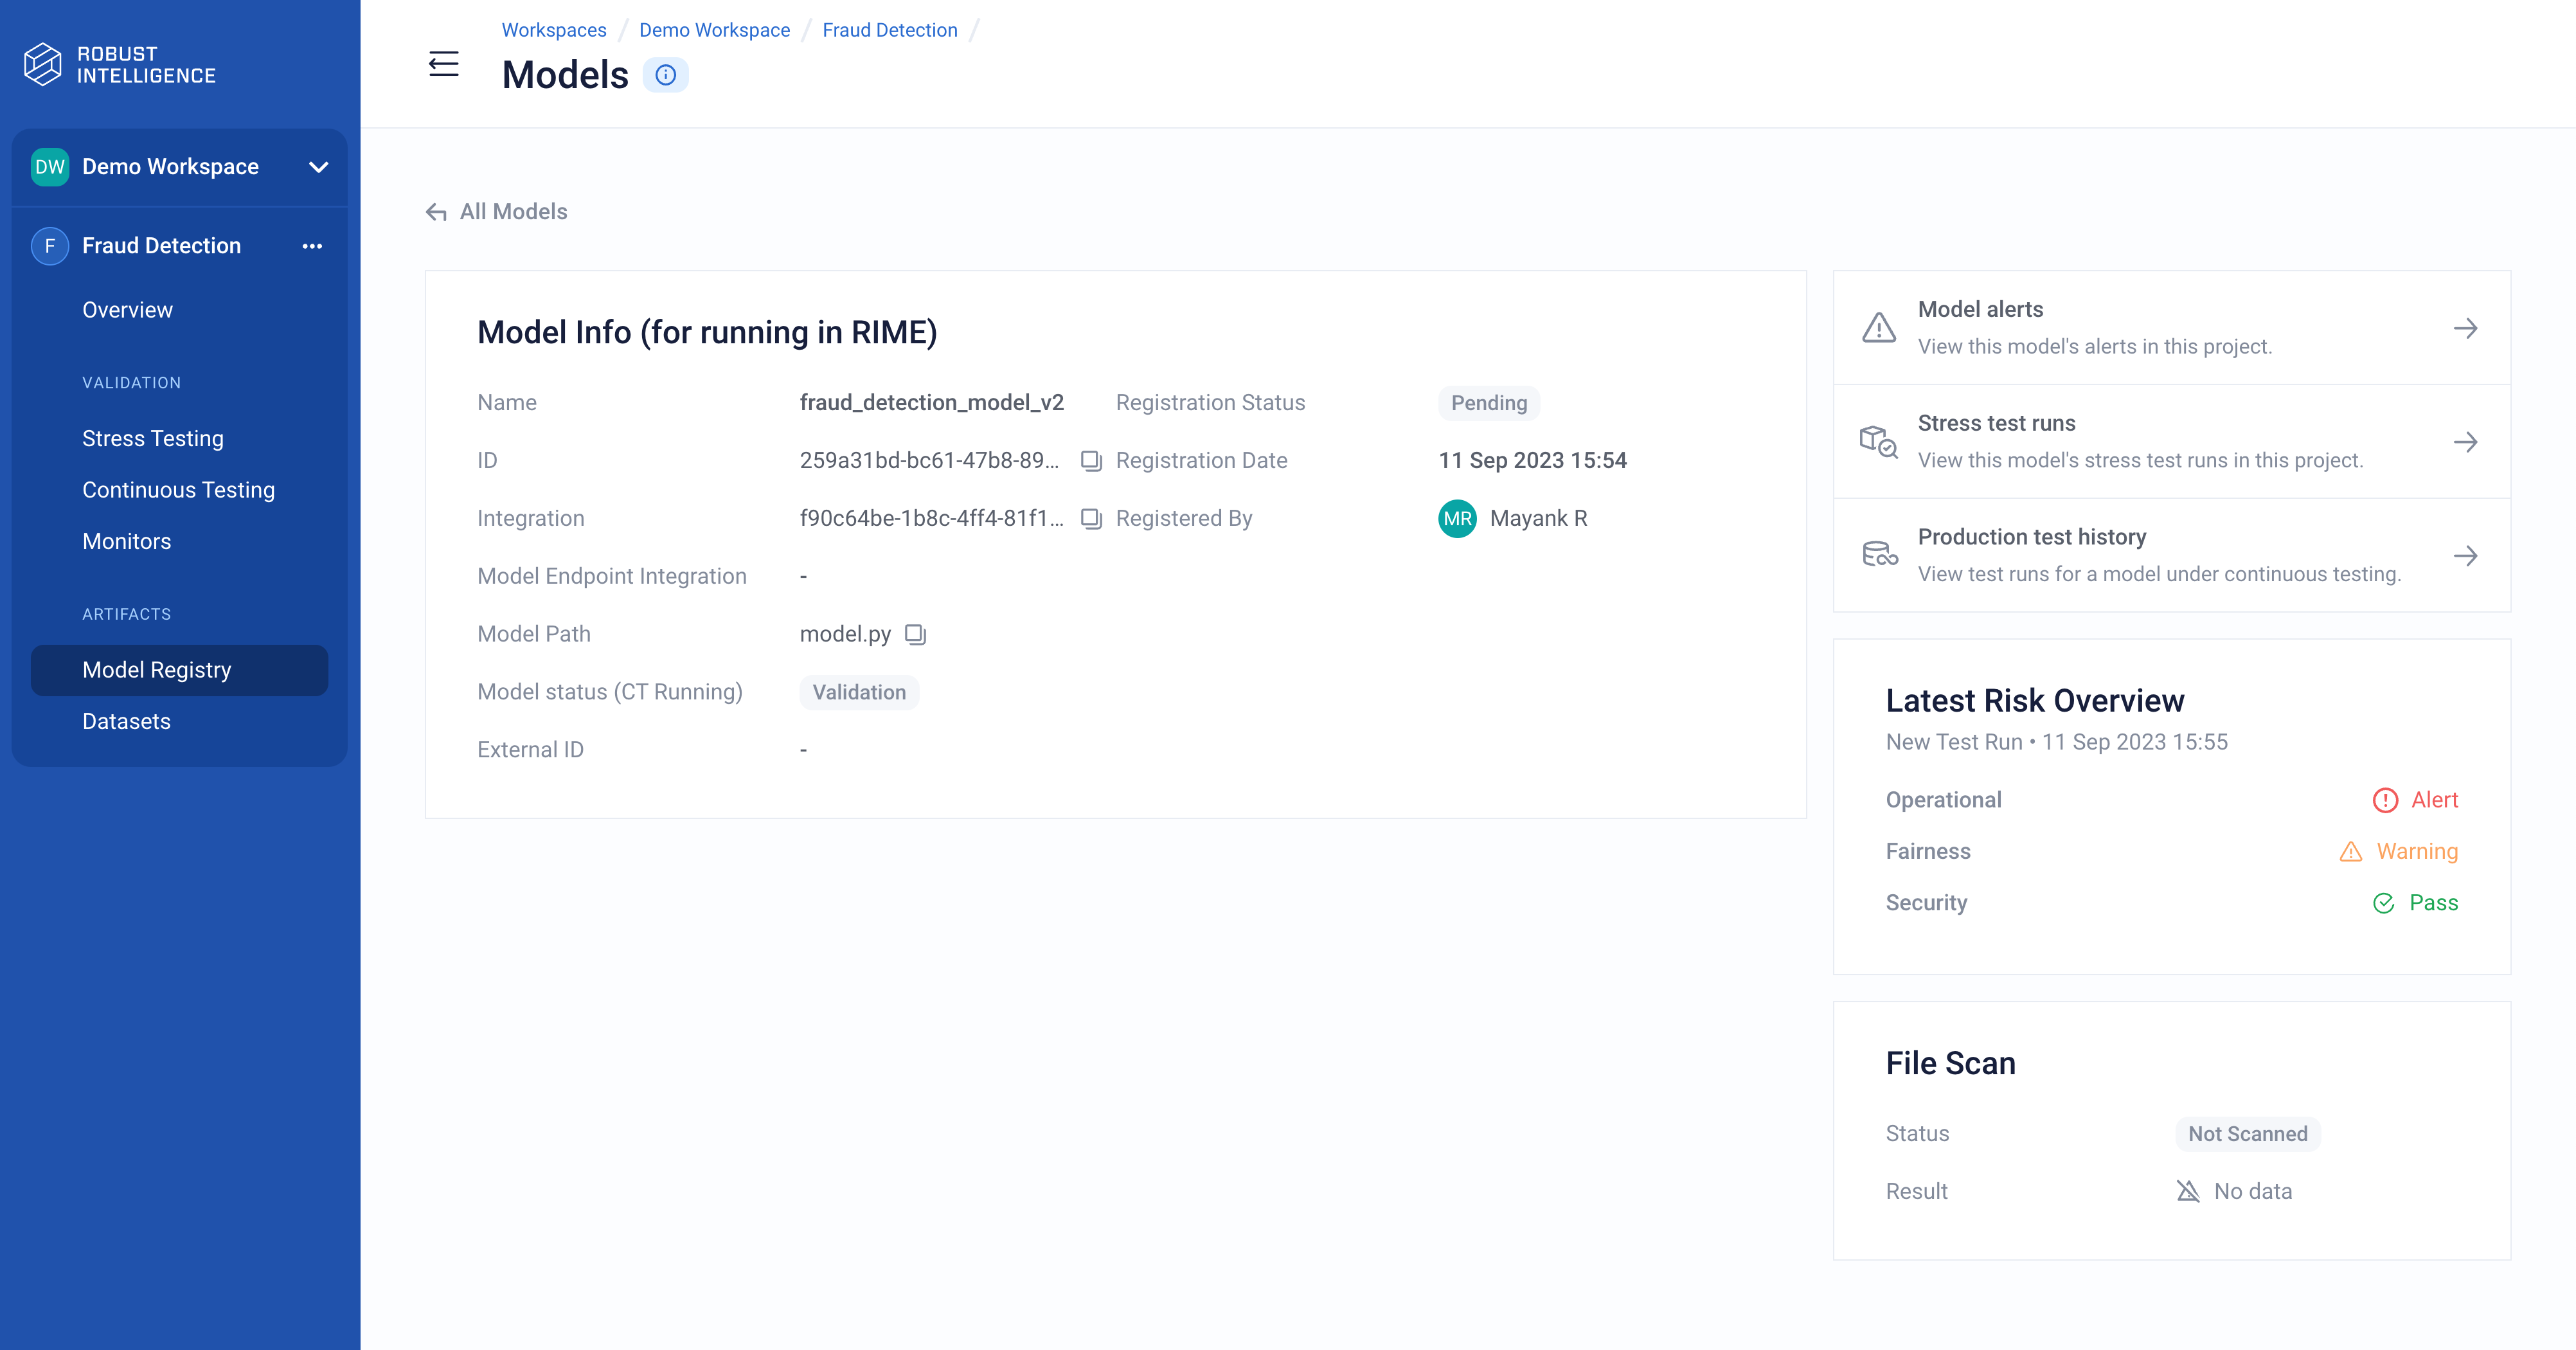 ROBUST
INTELLIGENCE
DW Demo Workspace
F Fraud Detection
Overview
VALIDATION
Stress Testing
Continuous Testing
Monitors
ARTIFACTS
Model Registry
Datasets
Workspaces / Demo Workspace / Fraud Detection /
Models
All Models
Model Info (for running in RIME)
Name fraud_detection_model_v2 Registration Status Pending
ID 259a31bd-bc61-47b8-89... Registration Date 11 Sep 2023 15:54
Integration f90c64be-1b8c-4ff4-81f1... Registered By MR Mayank R
Model Endpoint Integration -
Model Path model.py
Model status (CT Running) Validation
External ID -
Model alerts
View this model's alerts in this project.
Stress test runs
View this model's stress test runs in this project.
Production test history
View test runs for a model under continuous testing.
Latest Risk Overview
New Test Run • 11 Sep 2023 15:55
Operational Alert
Fairness Warning
Security Pass
File Scan
Status Not Scanned
Result No data